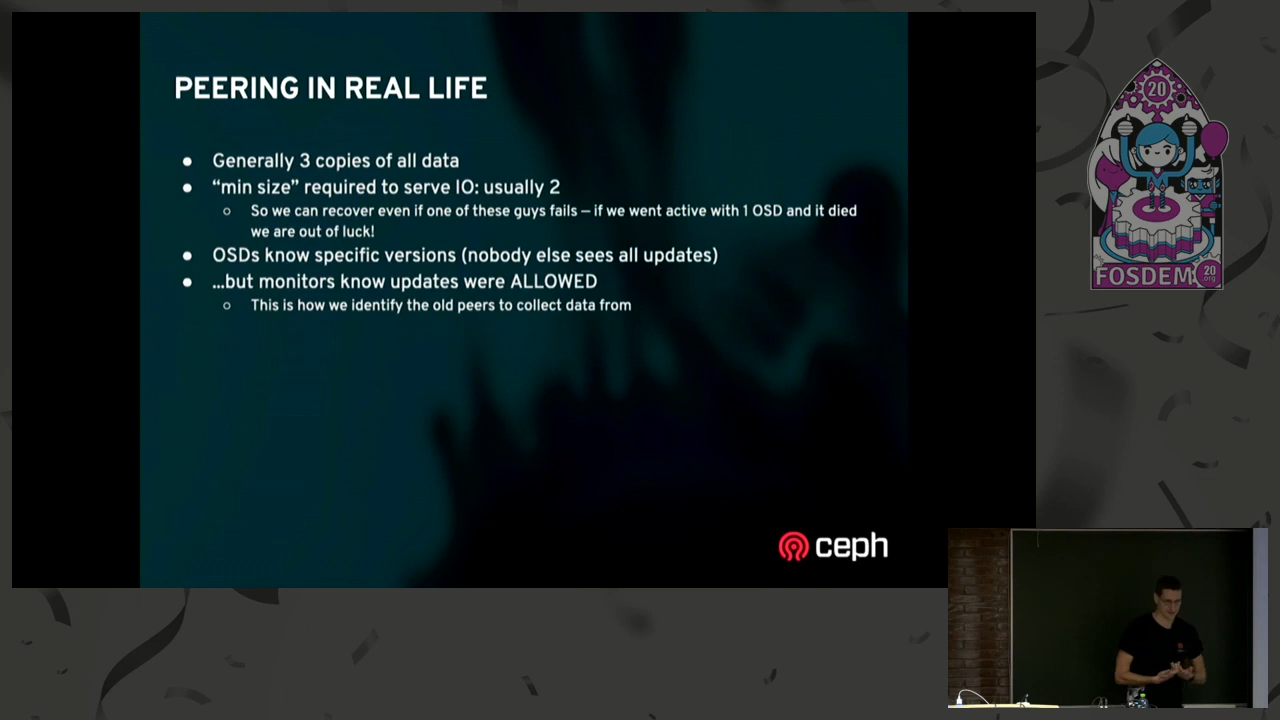 PEERING IN REAL LIFE
● Generally 3 copies of all data
● “min size” required to serve IO: usually 2
○ So we can recover even if one of these guys fails – if we went active with 1 OSD and it died
we are out of luck!
● OSDs know specific versions (nobody else sees all updates)
● ...but monitors know updates were ALLOWED
○ This is how we identify the old peers to collect data from
ceph
20
FOSDEM
20
org